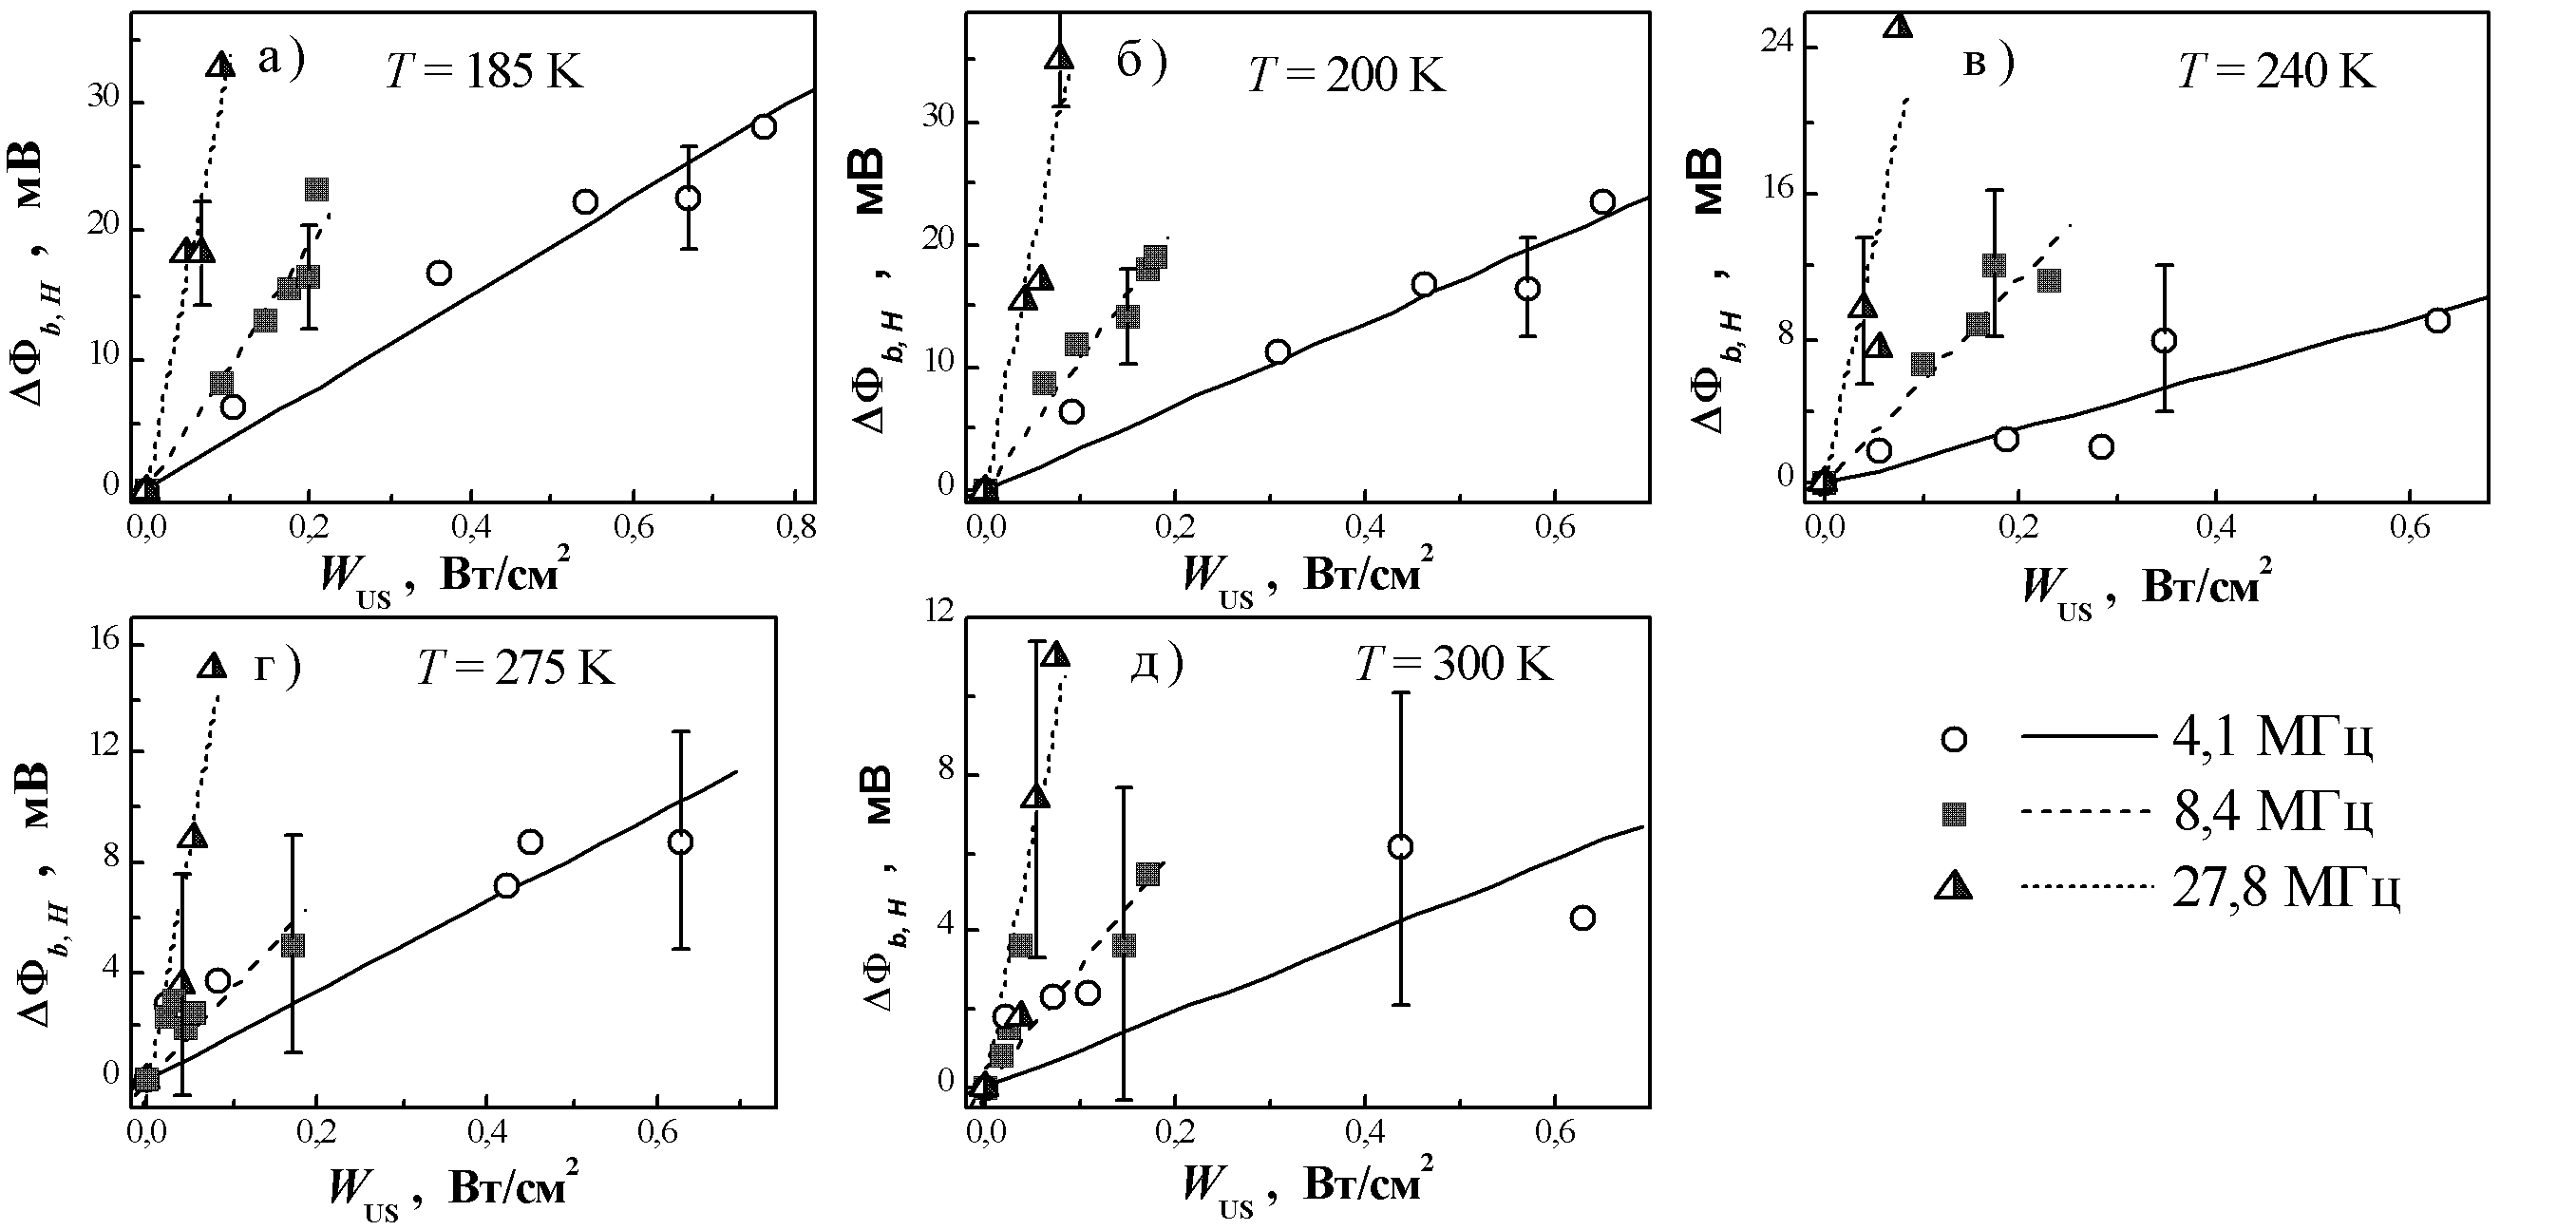 а)
T = 185 K
ΔΦb,H , мВ
30
20
10
0
0,0 0,2 0,4 0,6 0,8
WUS , Вт/см2
б)
T = 200 K
ΔΦb,H , мВ
30
20
10
0
0,0 0,2 0,4 0,6
WUS , Вт/см2
в)
T = 240 K
ΔΦb,H , мВ
24
16
8
0
0,0 0,2 0,4 0,6
WUS , Вт/см2
г)
T = 275 K
ΔΦb,H , мВ
16
12
8
4
0
0,0 0,2 0,4 0,6
WUS , Вт/см2
д)
T = 300 K
ΔΦb,H , мВ
12
8
4
0
0,0 0,2 0,4 0,6
WUS , Вт/см2
4,1 МГц
8,4 МГц
27,8 МГц